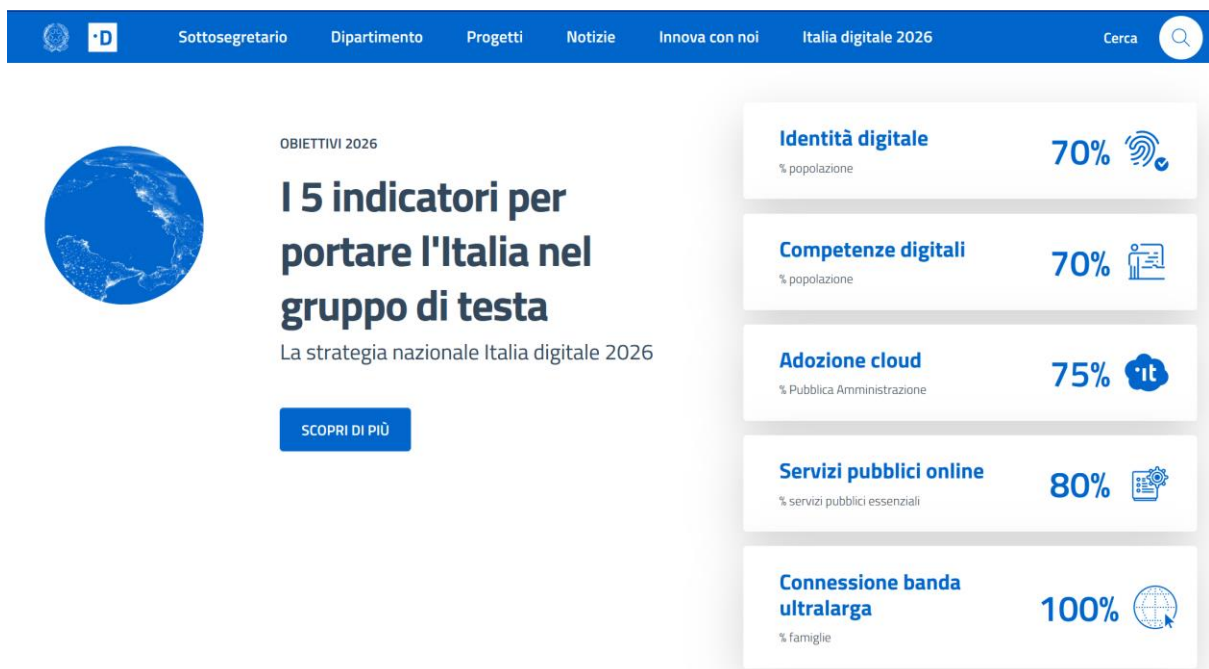 ·D
Sottosegretario Dipartimento Progetti Notizie Innova con noi Italia digitale 2026 Cerca
OBIETTIVI 2026
I 5 indicatori per
portare l'Italia nel
gruppo di testa
La strategia nazionale Italia digitale 2026
SCOPRI DI PIÙ
Identità digitale
% popolazione
70%
Competenze digitali
% popolazione
70%
Adozione cloud
% Pubblica Amministrazione
75%
·it
Servizi pubblici online
% servizi pubblici essenziali
80%
Connessione banda
ultralarga
% famiglie
100%